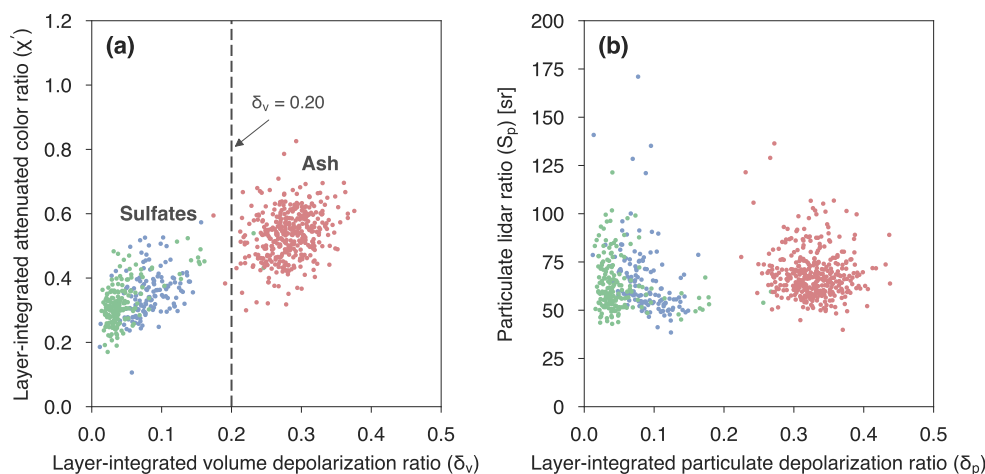 (a)
δv = 0.20
Ash
Sulfates
1.2
1.0
0.8
0.6
0.4
0.2
0.0
0.0 0.1 0.2 0.3 0.4 0.5
Layer-integrated attenuated color ratio (χ′)
Layer-integrated volume depolarization ratio (δv)
(b)
200
175
150
125
100
75
50
25
0
0.0 0.1 0.2 0.3 0.4 0.5
Particulate lidar ratio (Sp) [sr]
Layer-integrated particulate depolarization ratio (δp)